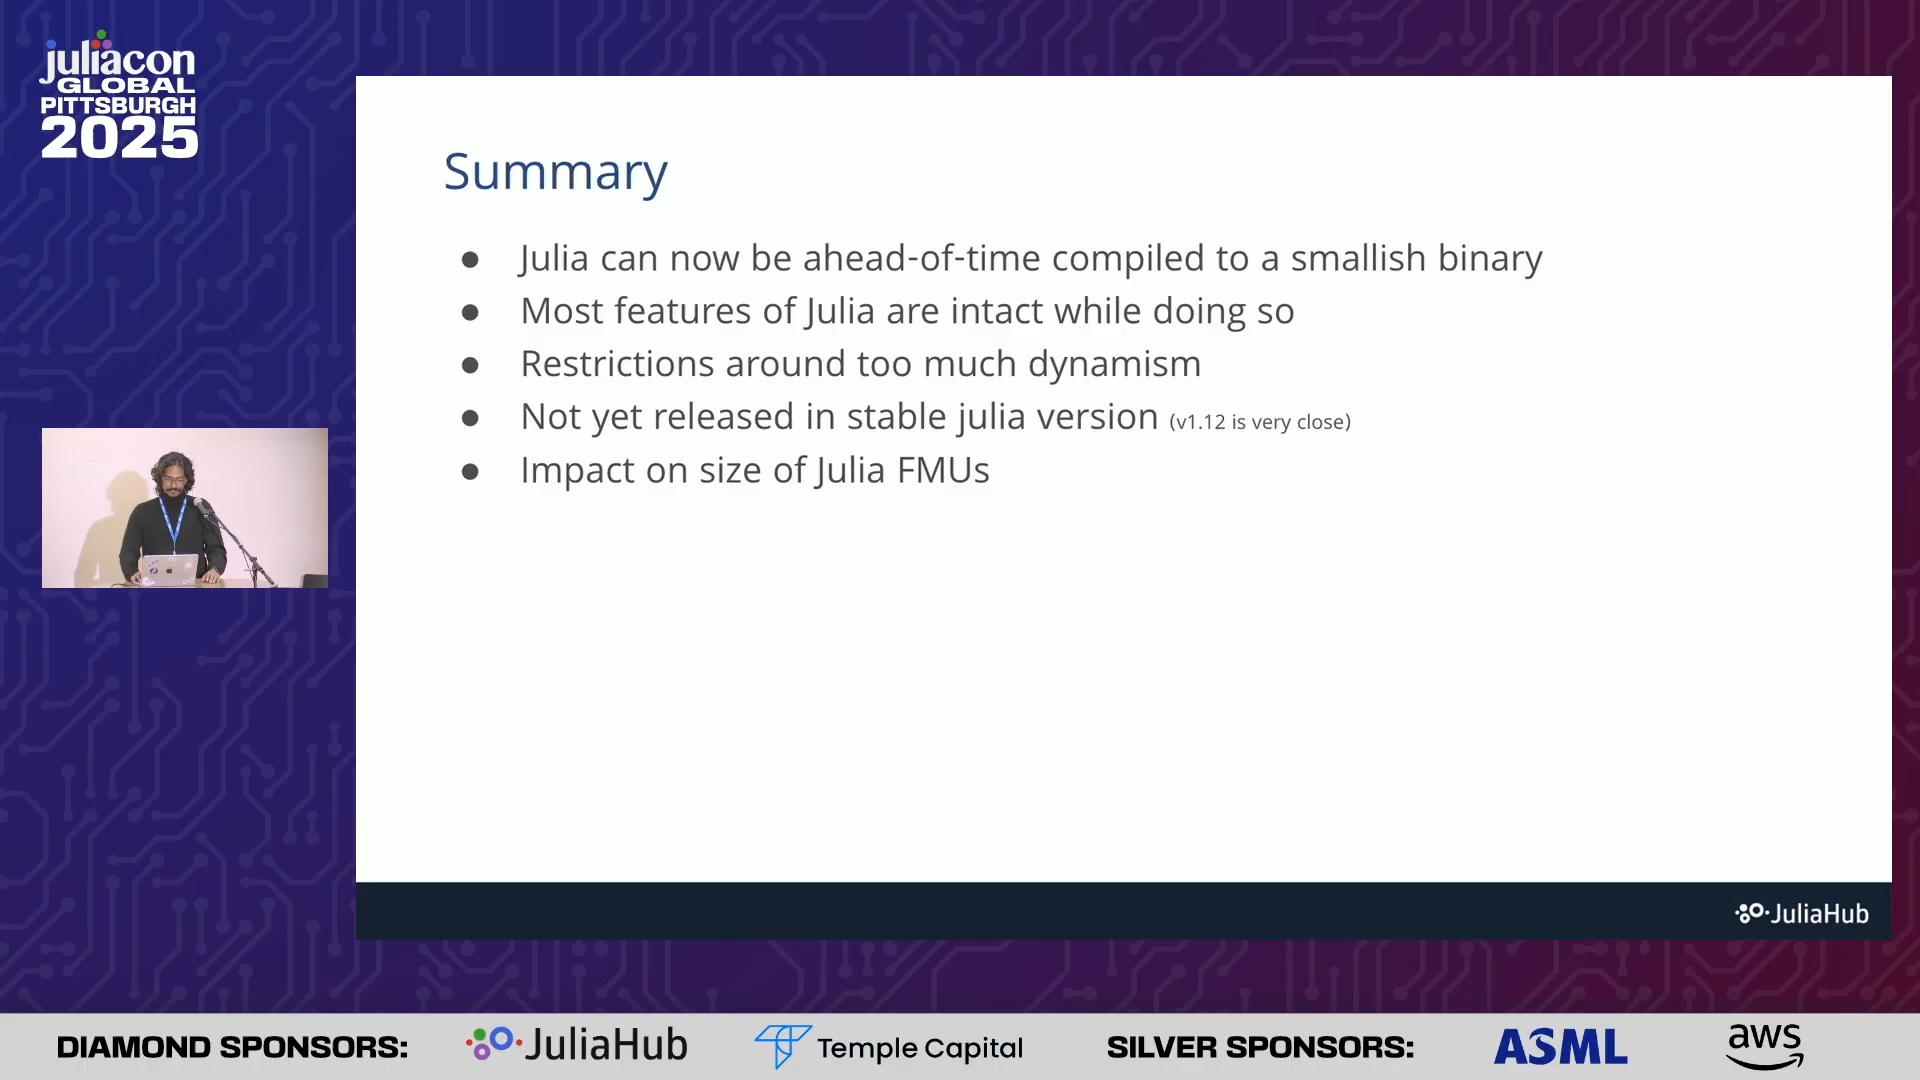 juliacon
GLOBAL
PITTSBURGH
2025
Summary
● Julia can now be ahead-of-time compiled to a smallish binary
● Most features of Julia are intact while doing so
● Restrictions around too much dynamism
● Not yet released in stable julia version (v1.12 is very close)
● Impact on size of Julia FMUs
JuliaHub
DIAMOND SPONSORS: JuliaHub Temple Capital SILVER SPONSORS: ASML aws